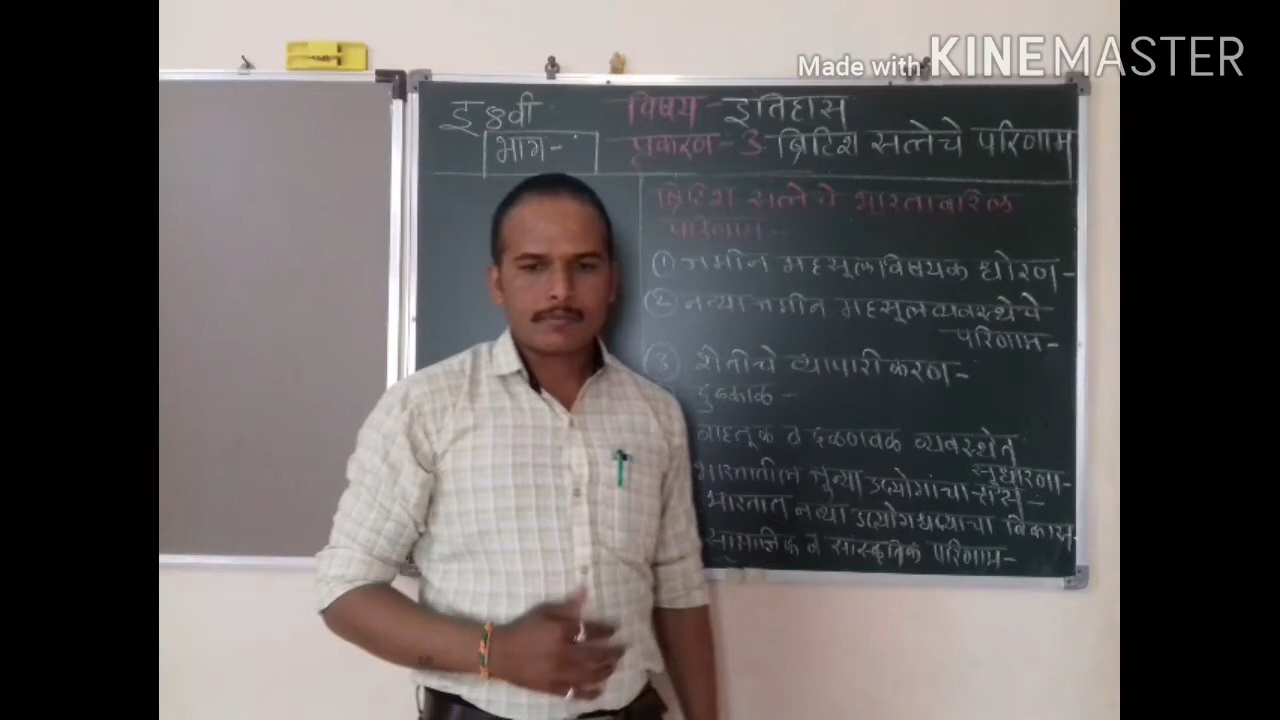 Made with KINEMASTER
इ ८वी
भाग-
विषय - इतिहास
प्रकरण - ३ - ब्रिटिश सत्तेचे परिणाम
ब्रिटिश सत्तेचे भारतावरिल
परिणाम -
① जमीन महसूलविषयक धोरण -
② नव्या जमीन महसूलव्यवस्थेचे
परिणाम -
③ शेतीचे व्यापारीकरण -
दुष्काळ -
वाहतूक व दळणवळ व्यवस्थेत
सुधारणा -
भारतातील जुन्या उद्योगांचा ऱ्हास -
भारतात नव्या उद्योगधंद्याचा विकास -
सामाजिक व सांस्कृतिक परिणाम -